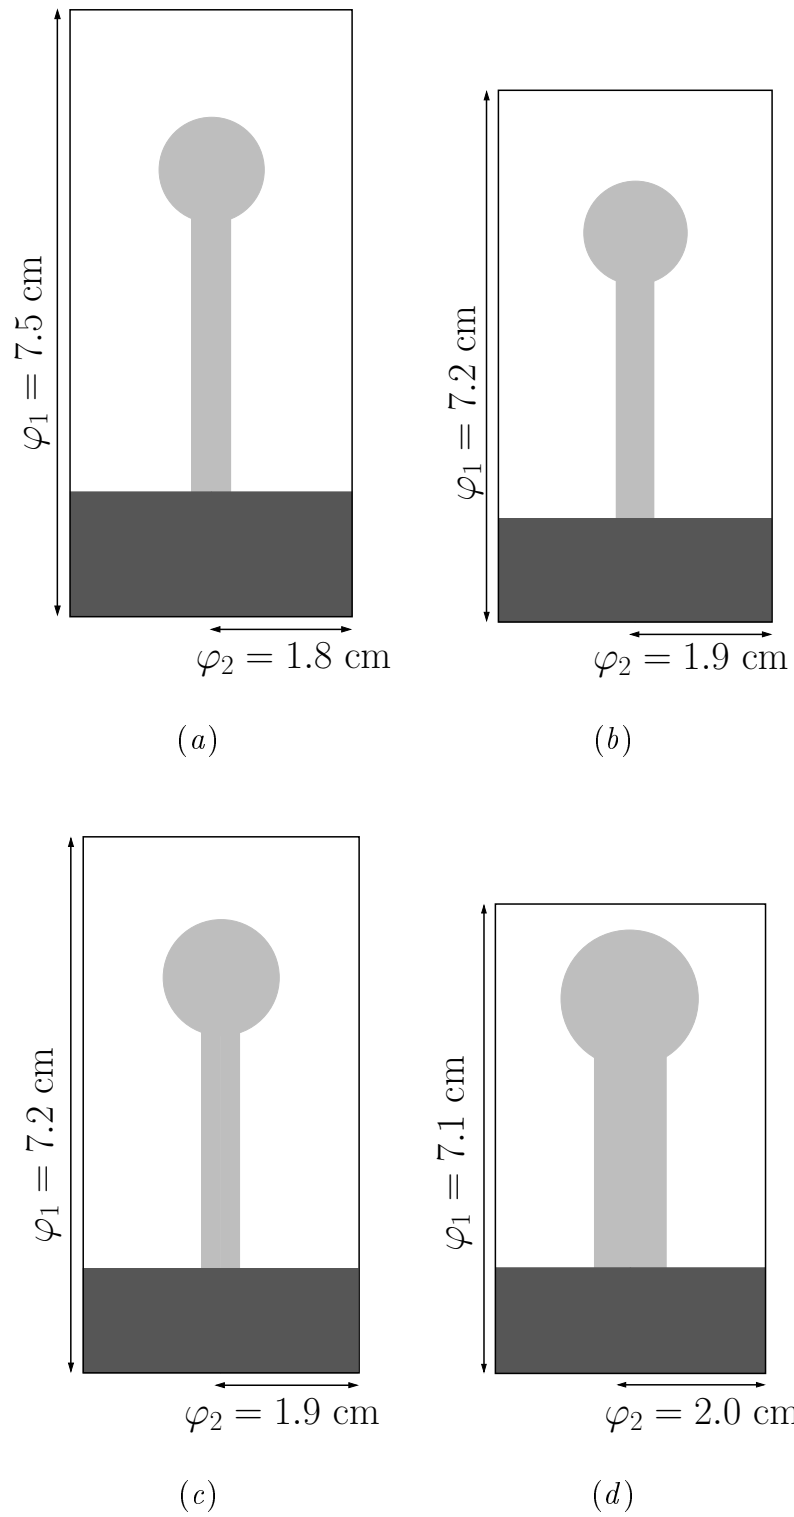 φ₁ = 7.5 cm
φ₂ = 1.8 cm
(a)
φ₁ = 7.2 cm
φ₂ = 1.9 cm
(b)
φ₁ = 7.2 cm
φ₂ = 1.9 cm
(c)
φ₁ = 7.1 cm
φ₂ = 2.0 cm
(d)